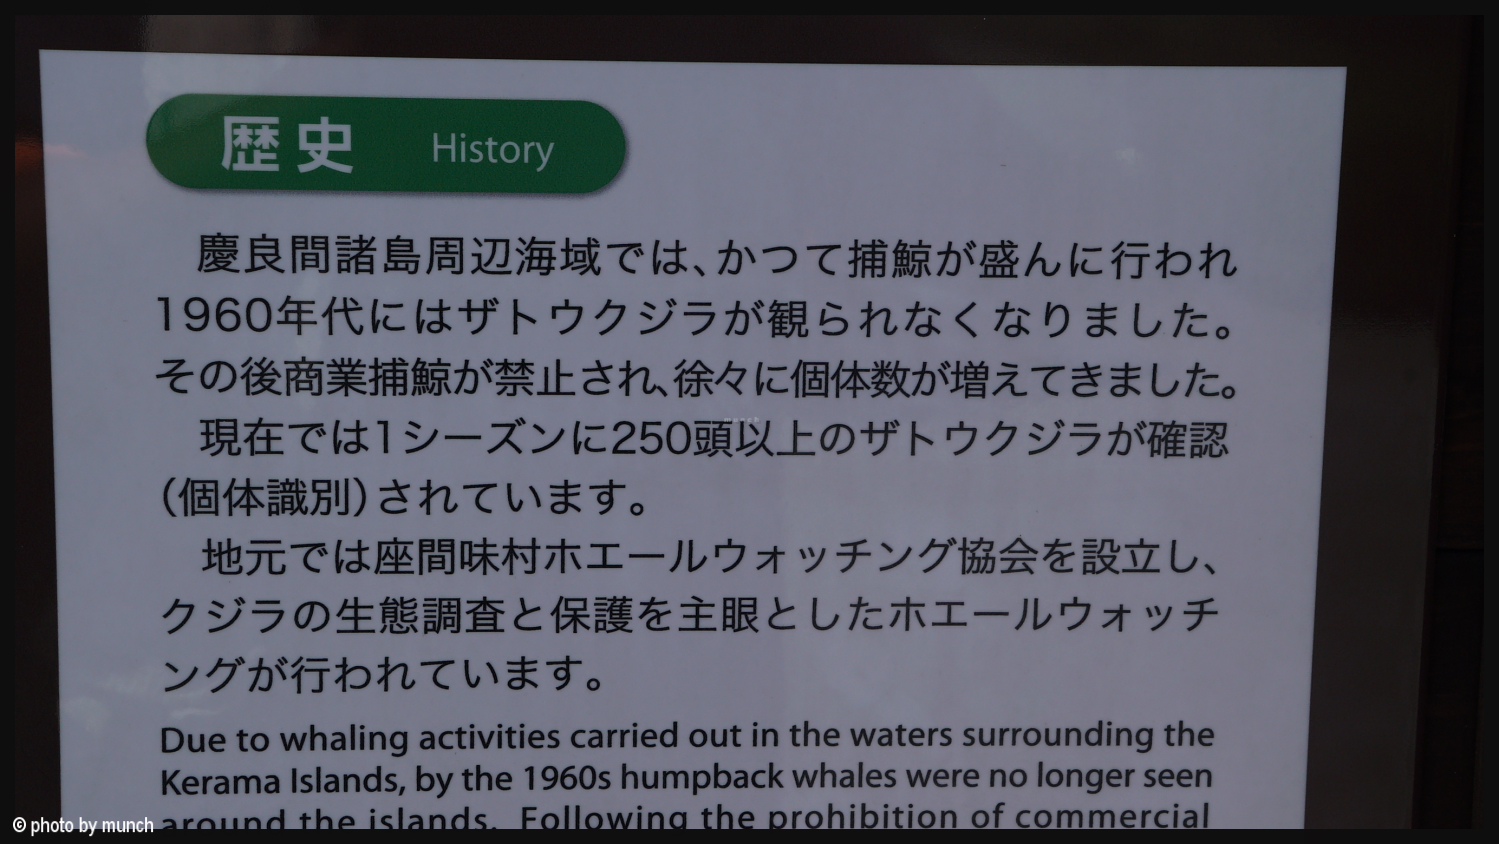 歴史 History
慶良間諸島周辺海域では、かつて捕鯨が盛んに行われ
1960年代にはザトウクジラが観られなくなりました。
その後商業捕鯨が禁止され、徐々に個体数が増えてきました。
現在では1シーズンに250頭以上のザトウクジラが確認
（個体識別）されています。
地元では座間味村ホエールウォッチング協会を設立し、
クジラの生態調査と保護を主眼としたホエールウォッチ
ングが行われています。
Due to whaling activities carried out in the waters surrounding the
Kerama Islands, by the 1960s humpback whales were no longer seen
around the islands. Following the prohibition of commercial
© photo by munch